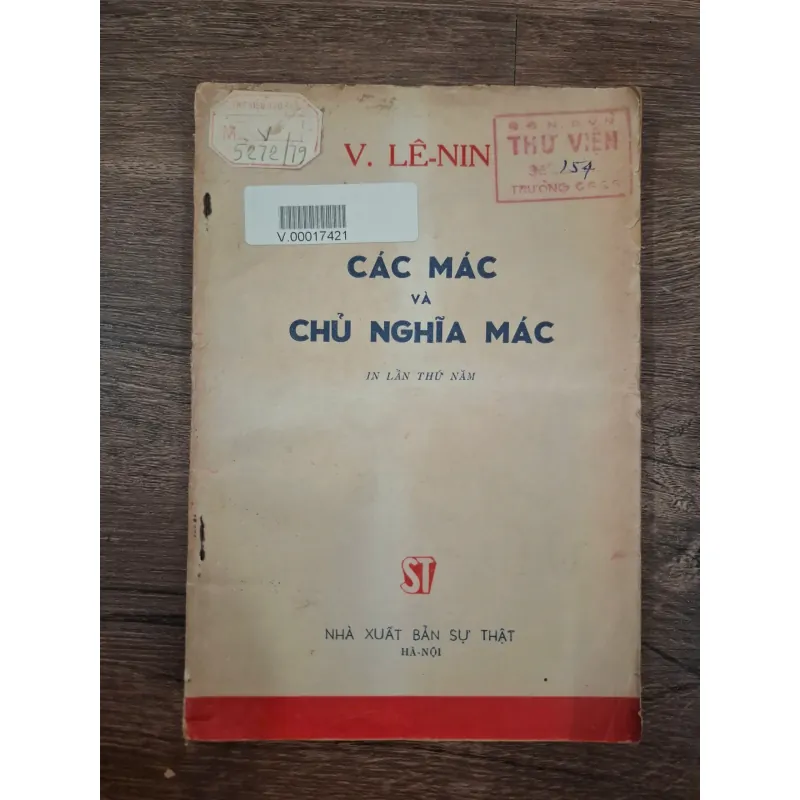 V
5272/79
V. LÊ-NIN
THƯ VIỆN
154
V.00017421
CÁC MÁC
VÀ
CHỦ NGHĨA MÁC
IN LẦN THỨ NĂM
ST
NHÀ XUẤT BẢN SỰ THẬT
HÀ-NỘI